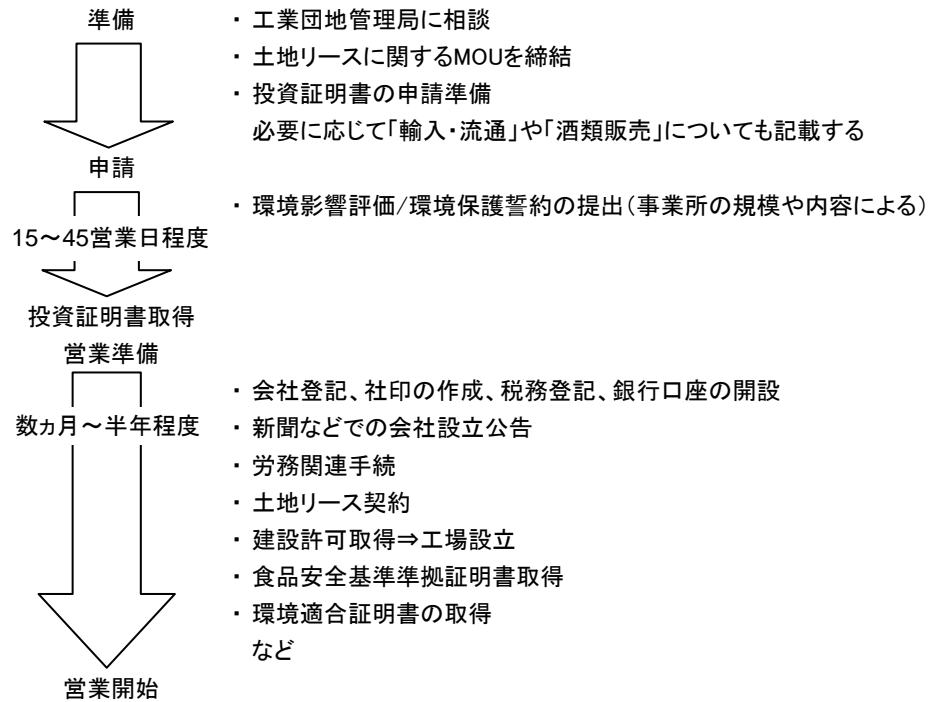 準備
・ 工業団地管理局に相談
・ 土地リースに関するMOUを締結
・ 投資証明書の申請準備
必要に応じて「輸入・流通」や「酒類販売」についても記載する
申請
・ 環境影響評価/環境保護誓約の提出(事業所の規模や内容による)
15～45営業日程度
投資証明書取得
営業準備
・ 会社登記、社印の作成、税務登記、銀行口座の開設
数ヵ月～半年程度
・ 新聞などでの会社設立公告
・ 労務関連手続
・ 土地リース契約
・ 建設許可取得⇒工場設立
・ 食品安全基準準拠証明書取得
・ 環境適合証明書の取得
など
営業開始